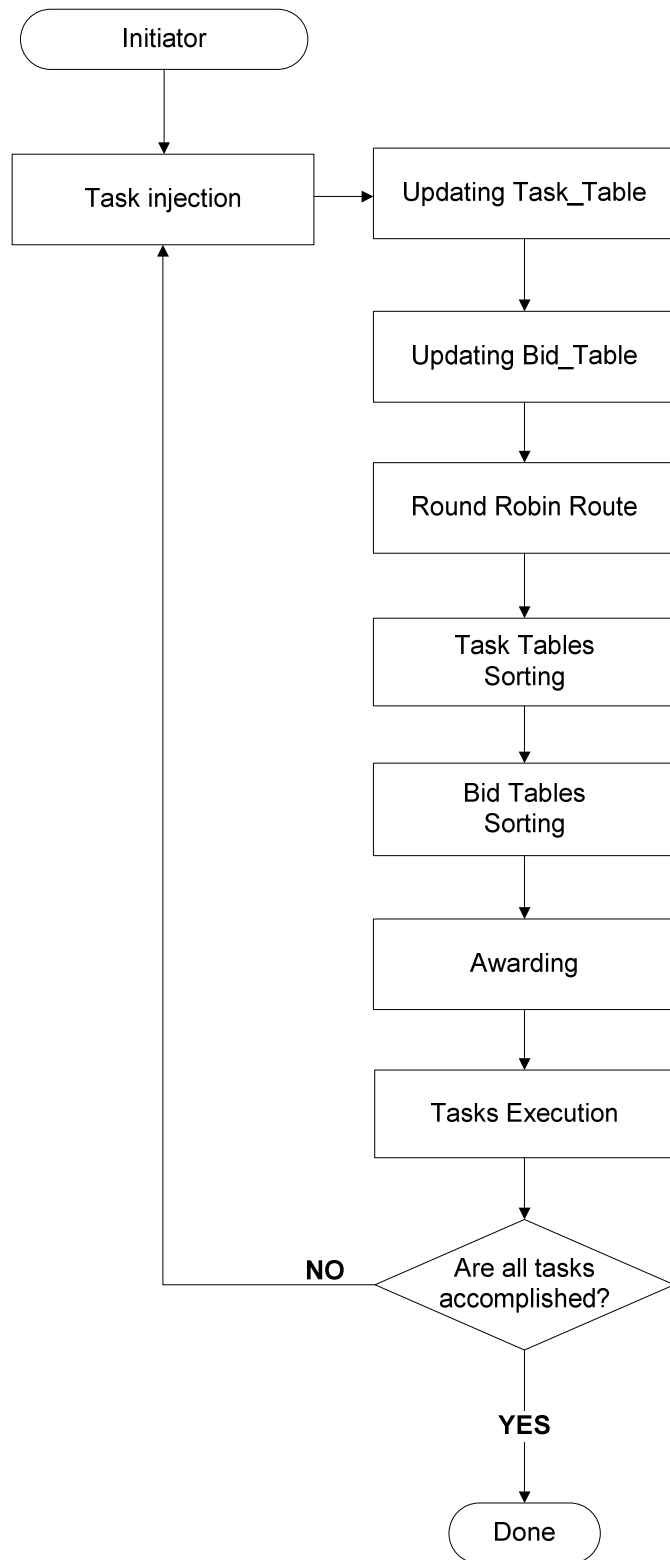 Initiator
Task injection
Updating Task_Table
Updating Bid_Table
Round Robin Route
Task Tables
Sorting
Bid Tables
Sorting
Awarding
Tasks Execution
Are all tasks
accomplished?
NO
YES
Done